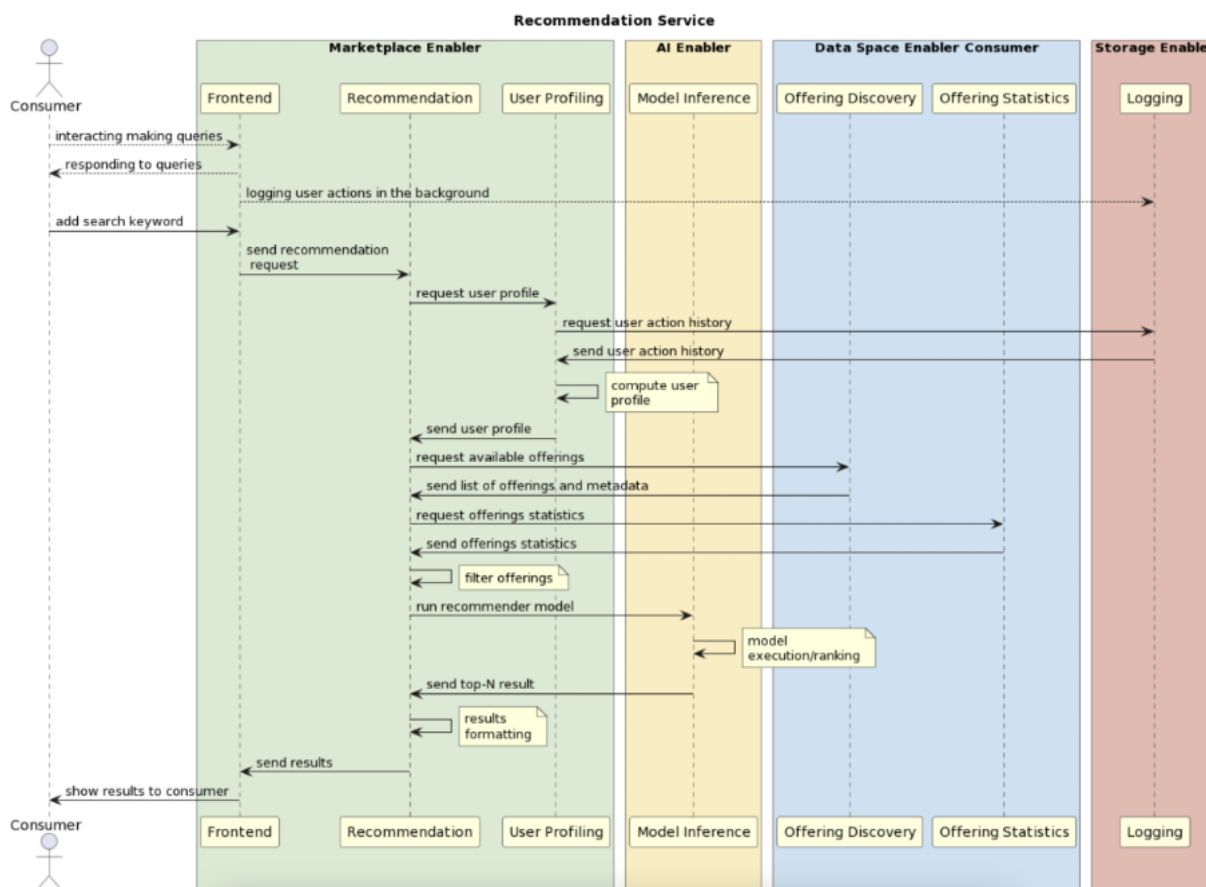 Recommendation Service
Marketplace Enabler
AI Enabler
Data Space Enabler Consumer
Storage Enable
Consumer
Frontend
Recommendation
User Profiling
Model Inference
Offering Discovery
Offering Statistics
Logging
interacting making queries
responding to queries
logging user actions in the background
add search keyword
send recommendation
request
request user profile
request user action history
send user action history
compute user
profile
send user profile
request available offerings
send list of offerings and metadata
request offerings statistics
send offerings statistics
filter offerings
run recommender model
model
execution/ranking
send top-N result
results
formatting
send results
show results to consumer
Consumer
Frontend
Recommendation
User Profiling
Model Inference
Offering Discovery
Offering Statistics
Logging